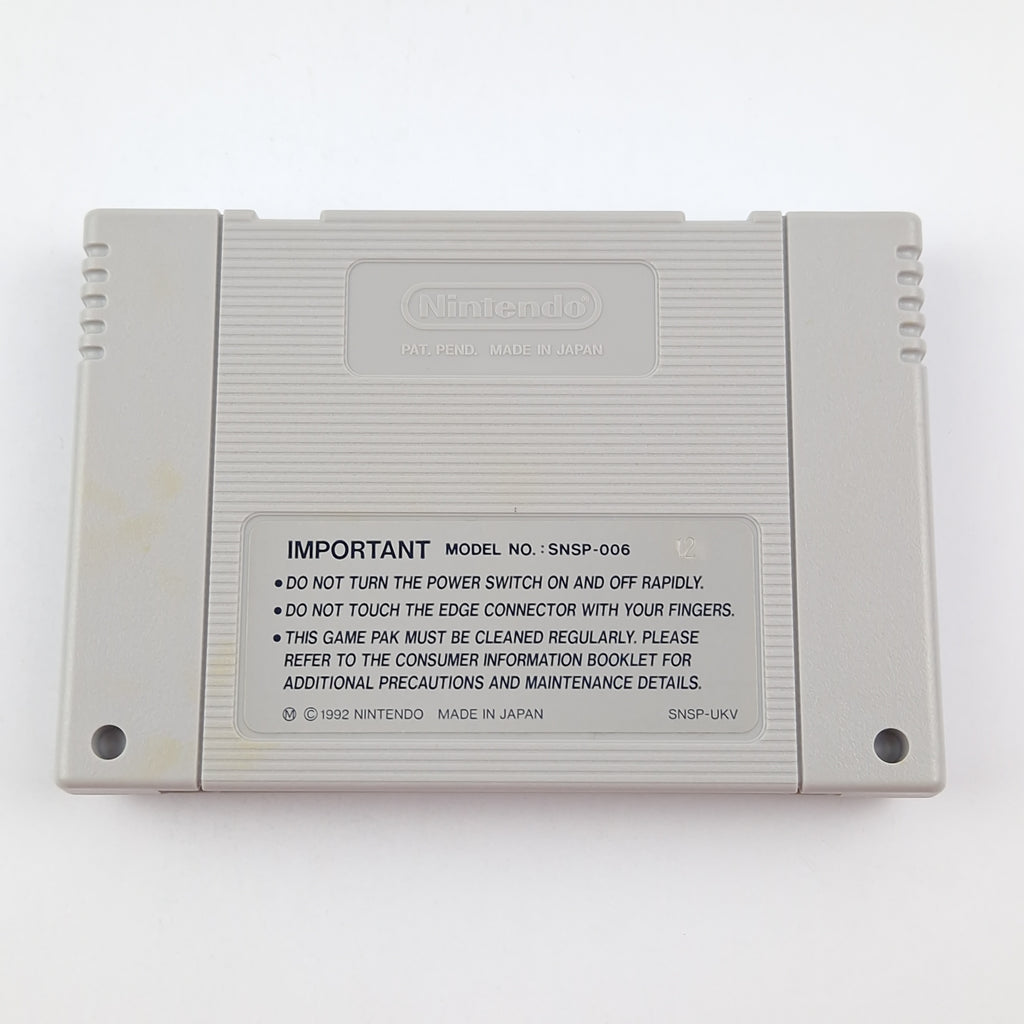 Nintendo®
PAT. PEND. MADE IN JAPAN
IMPORTANT MODEL NO. : SNSP-006 12
● DO NOT TURN THE POWER SWITCH ON AND OFF RAPIDLY.
● DO NOT TOUCH THE EDGE CONNECTOR WITH YOUR FINGERS.
● THIS GAME PAK MUST BE CLEANED REGULARLY. PLEASE
REFER TO THE CONSUMER INFORMATION BOOKLET FOR
ADDITIONAL PRECAUTIONS AND MAINTENANCE DETAILS.
Ⓜ © 1992 NINTENDO MADE IN JAPAN SNSP-UKV